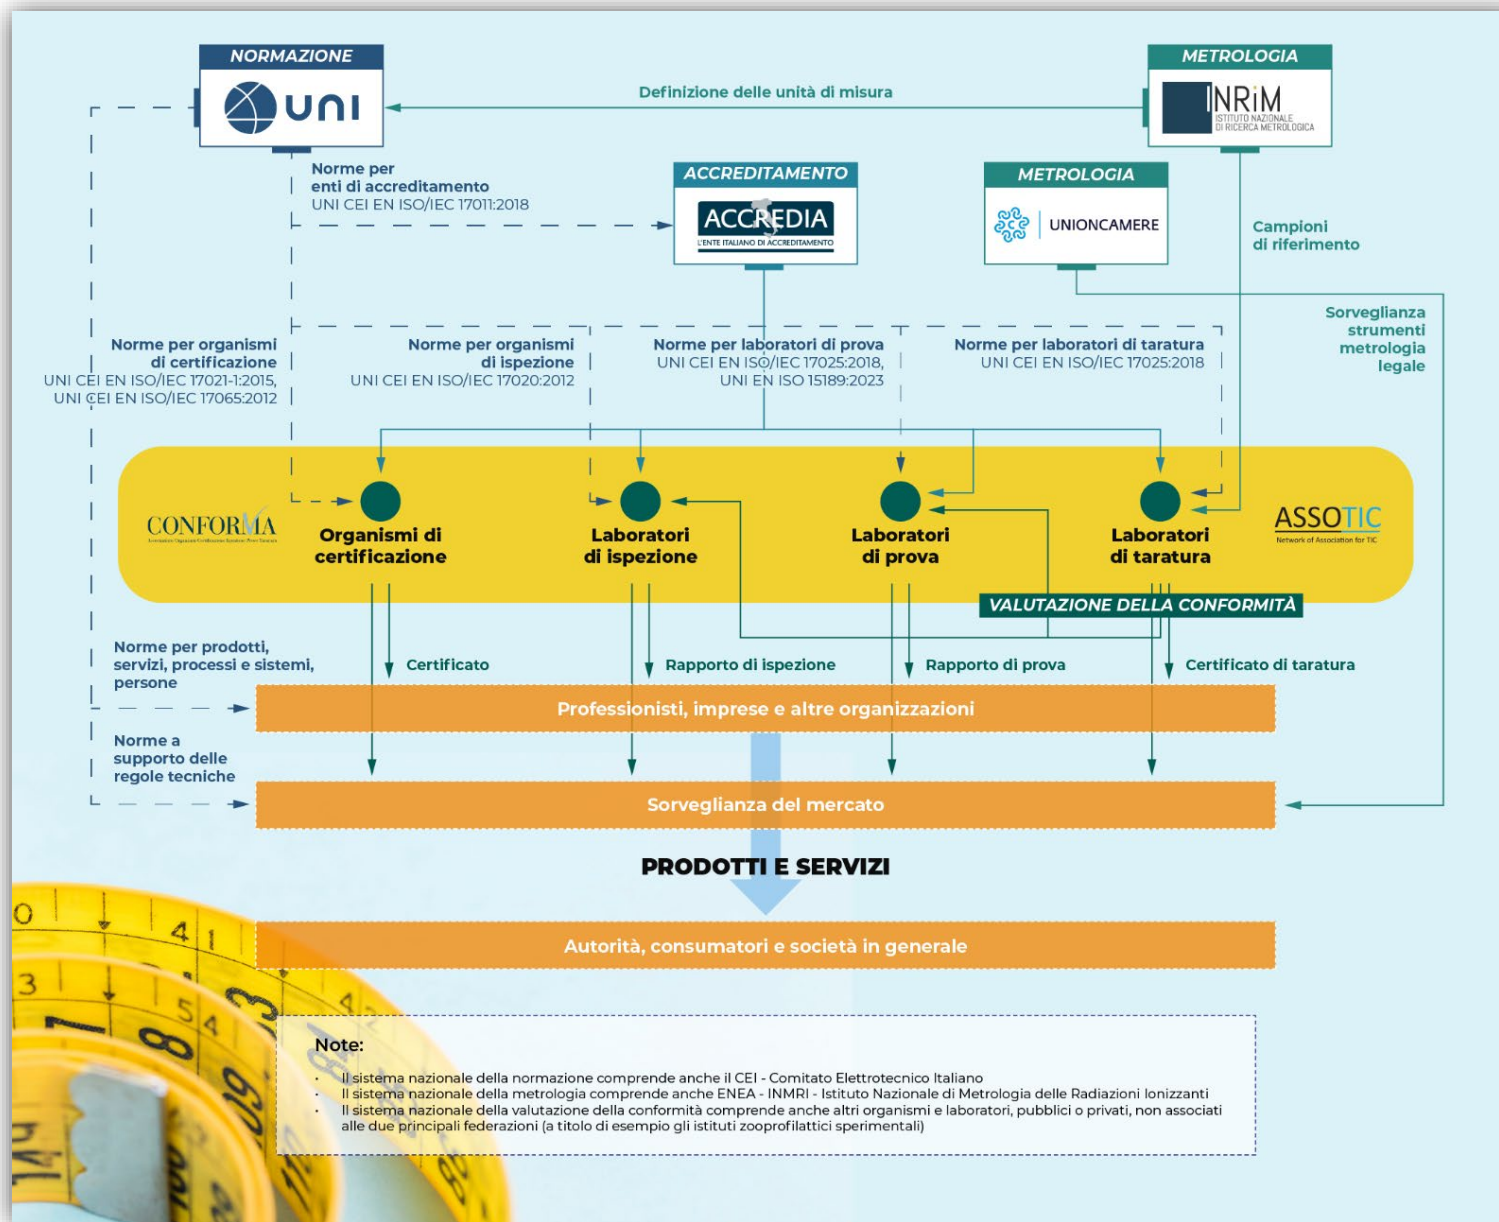 NORMAZIONE
UNI
METROLOGIA
INRiM
ISTITUTO NAZIONALE
DI RICERCA METROLOGICA
Definizione delle unità di misura
Norme per
enti di accreditamento
UNI CEI EN ISO/IEC 17011:2018
ACCREDITAMENTO
ACCREDIA
L'ENTE ITALIANO DI ACCREDITAMENTO
METROLOGIA
UNIONCAMERE
Campioni
di riferimento
Sorveglianza
strumenti
metrologia
legale
Norme per organismi
di certificazione
UNI CEI EN ISO/IEC 17021-1:2015,
UNI CEI EN ISO/IEC 17065:2012
Norme per organismi
di ispezione
UNI CEI EN ISO/IEC 17020:2012
Norme per laboratori di prova
UNI CEI EN ISO/IEC 17025:2018,
UNI EN ISO 15189:2023
Norme per laboratori di taratura
UNI CEI EN ISO/IEC 17025:2018
CONFORMA
Organismi di
certificazione
Laboratori
di ispezione
Laboratori
di prova
Laboratori
di taratura
ASSOTIC
Network of Association for TIC
VALUTAZIONE DELLA CONFORMITÀ
Norme per prodotti,
servizi, processi e sistemi,
persone
Certificato
Rapporto di ispezione
Rapporto di prova
Certificato di taratura
Professionisti, imprese e altre organizzazioni
Norme a
supporto delle
regole tecniche
Sorveglianza del mercato
PRODOTTI E SERVIZI
Autorità, consumatori e società in generale
Note:
· Il sistema nazionale della normazione comprende anche il CEI - Comitato Elettrotecnico Italiano
· Il sistema nazionale della metrologia comprende anche ENEA - INMRI - Istituto Nazionale di Metrologia delle Radiazioni Ionizzanti
· Il sistema nazionale della valutazione della conformità comprende anche altri organismi e laboratori, pubblici o privati, non associati
alle due principali federazioni (a titolo di esempio gli istituti zooprofilattici sperimentali)